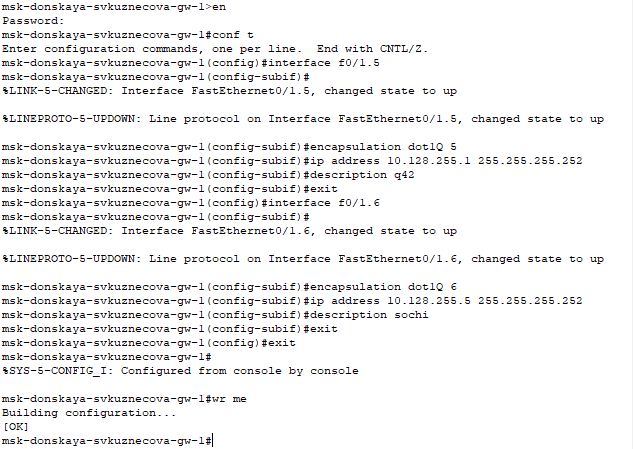 msk-donskaya-svkuznecova-gw-1>en
Password:
msk-donskaya-svkuznecova-gw-1#conf t
Enter configuration commands, one per line.  End with CNTL/Z.
msk-donskaya-svkuznecova-gw-1(config)#interface f0/1.5
msk-donskaya-svkuznecova-gw-1(config-subif)#
%LINK-5-CHANGED: Interface FastEthernet0/1.5, changed state to up
%LINEPROTO-5-UPDOWN: Line protocol on Interface FastEthernet0/1.5, changed state to up
msk-donskaya-svkuznecova-gw-1(config-subif)#encapsulation dot1Q 5
msk-donskaya-svkuznecova-gw-1(config-subif)#ip address 10.128.255.1 255.255.255.252
msk-donskaya-svkuznecova-gw-1(config-subif)#description q42
msk-donskaya-svkuznecova-gw-1(config-subif)#exit
msk-donskaya-svkuznecova-gw-1(config)#interface f0/1.6
msk-donskaya-svkuznecova-gw-1(config-subif)#
%LINK-5-CHANGED: Interface FastEthernet0/1.6, changed state to up
%LINEPROTO-5-UPDOWN: Line protocol on Interface FastEthernet0/1.6, changed state to up
msk-donskaya-svkuznecova-gw-1(config-subif)#encapsulation dot1Q 6
msk-donskaya-svkuznecova-gw-1(config-subif)#ip address 10.128.255.5 255.255.255.252
msk-donskaya-svkuznecova-gw-1(config-subif)#description sochi
msk-donskaya-svkuznecova-gw-1(config-subif)#exit
msk-donskaya-svkuznecova-gw-1(config)#exit
msk-donskaya-svkuznecova-gw-1#
%SYS-5-CONFIG_I: Configured from console by console
msk-donskaya-svkuznecova-gw-1#wr me
Building configuration...
[OK]
msk-donskaya-svkuznecova-gw-1#